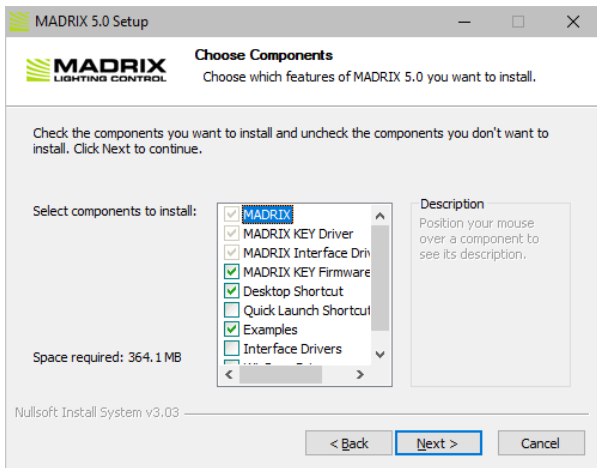 MADRIX 5.0 Setup
MADRIX
LIGHTING CONTROL
Choose Components
Choose which features of MADRIX 5.0 you want to install.
Check the components you want to install and uncheck the components you don't want to
install. Click Next to continue.
Select components to install:
MADRIX
MADRIX KEY Driver
MADRIX Interface Driv
MADRIX KEY Firmware
Desktop Shortcut
Quick Launch Shortcut
Examples
Interface Drivers
Description
Position your mouse
over a component to
see its description.
Space required: 364.1 MB
Nullsoft Install System v3.03
< Back
Next >
Cancel